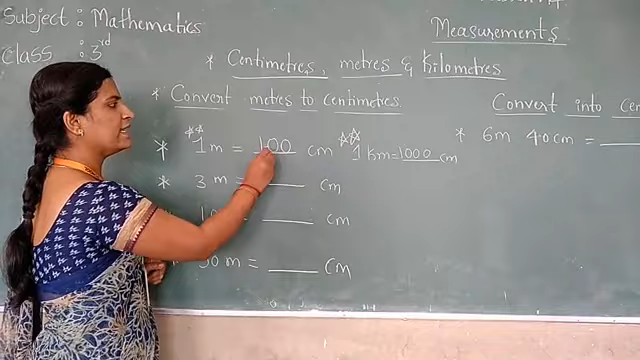 Subject : Mathematics
Class : 3rd
Measurements
* Centimetres, metres & Kilometres
* Convert metres to centimetres.
* 1 m = 100 cm
1 Km = 1000 cm
* 3 m = ____ cm
= ____ cm
m = ____ cm
Convert into
* 6m 40cm = ____